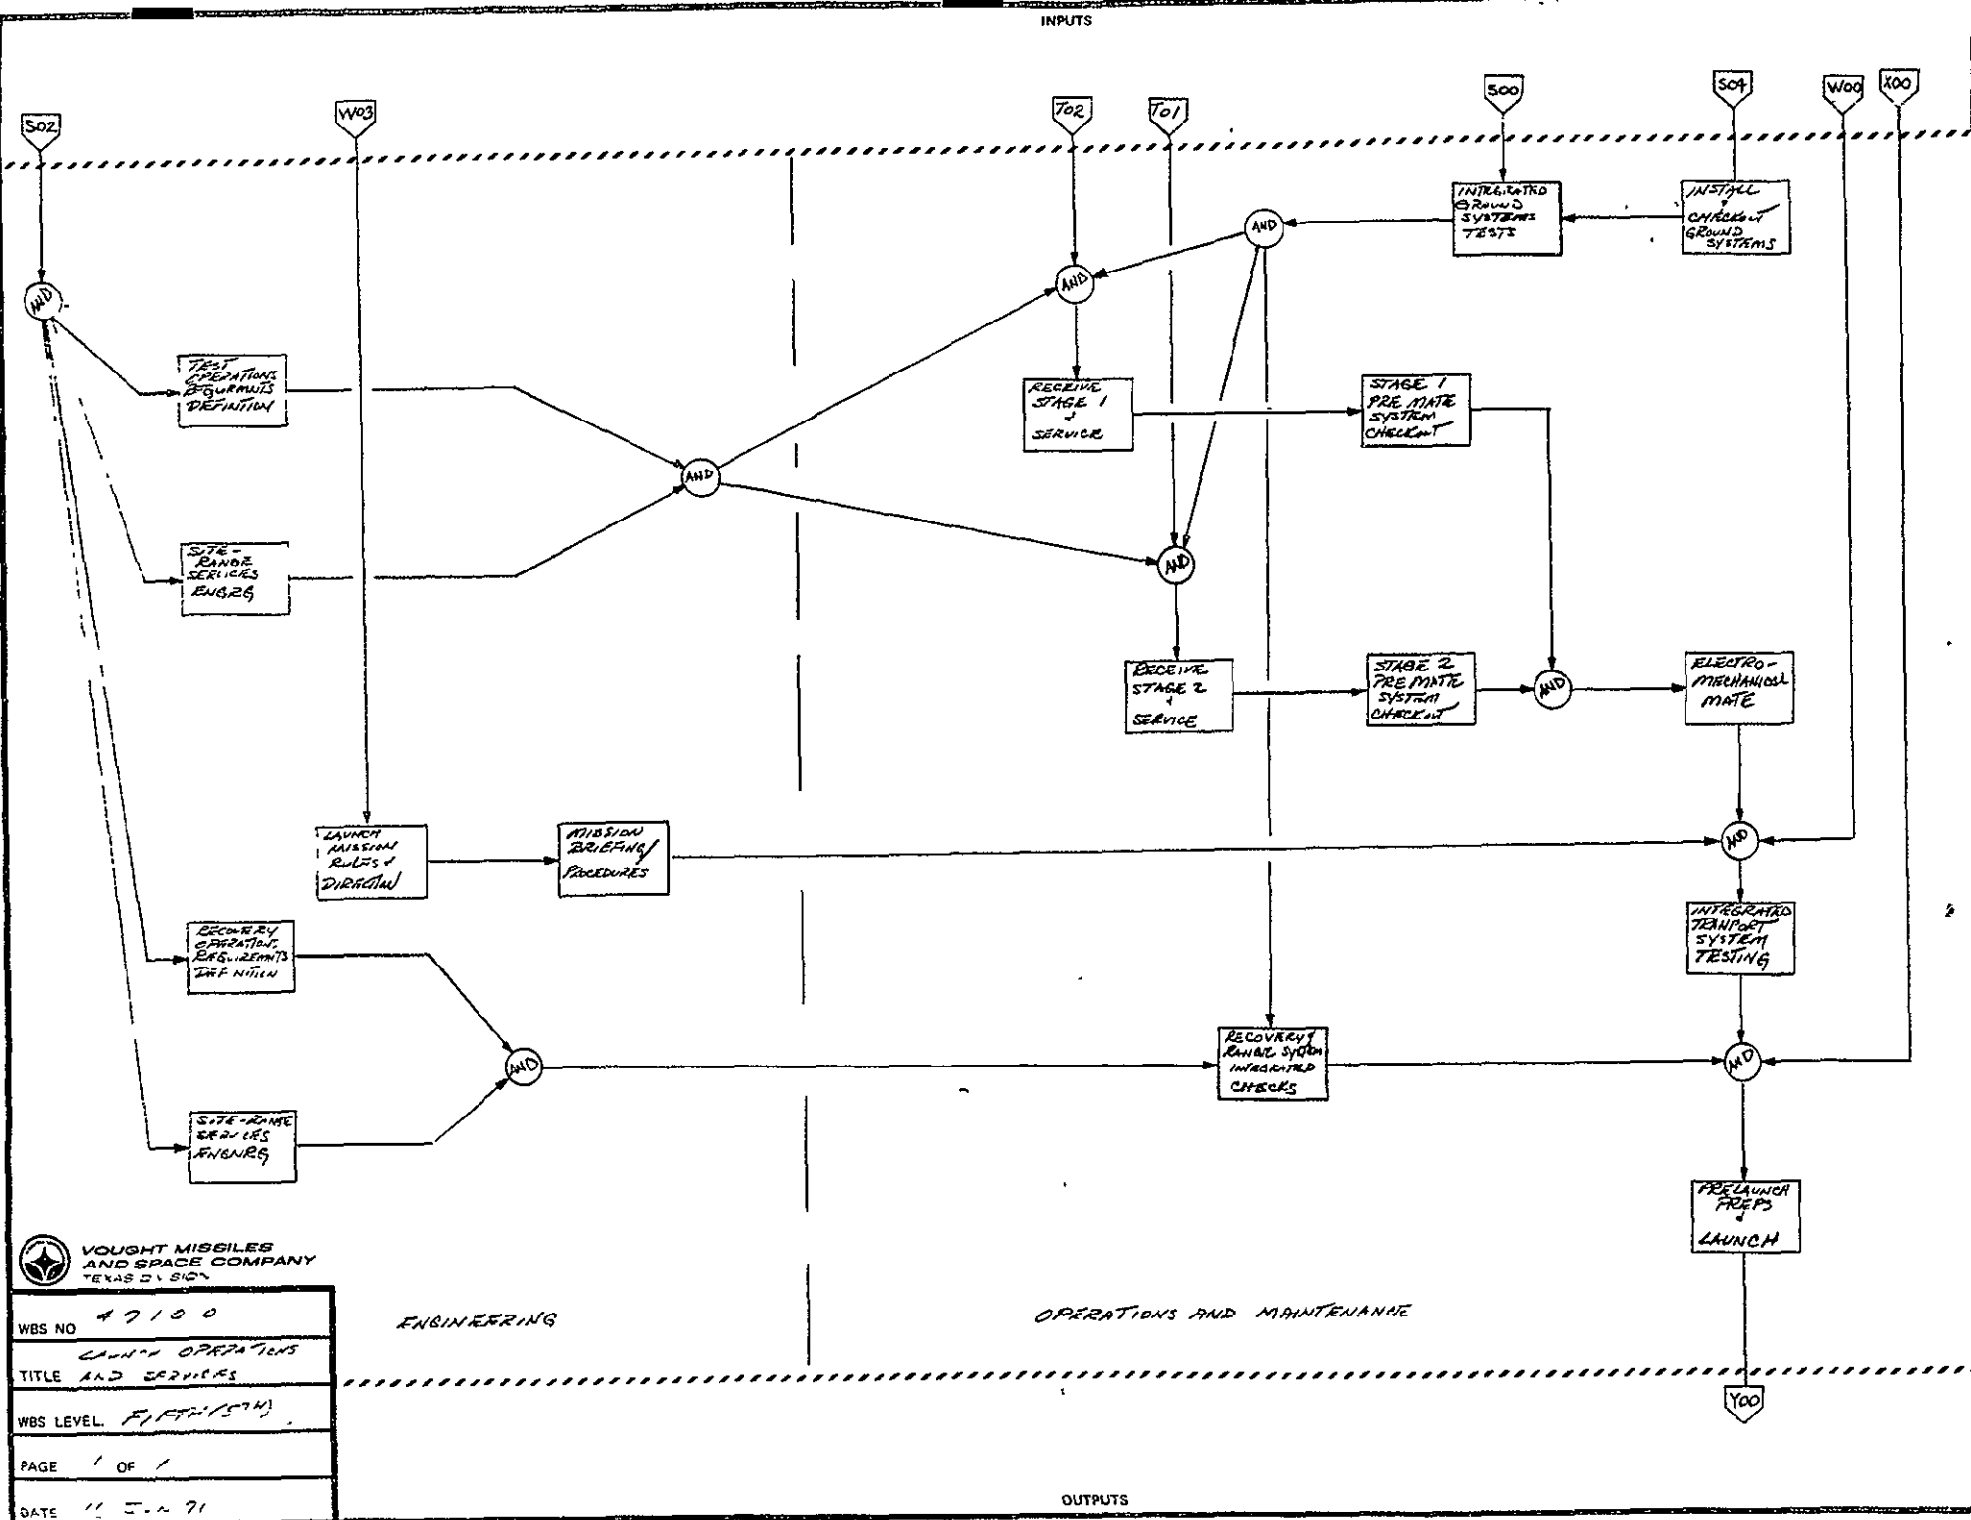 INPUTS
S02
W03
T02
T01
S00
S04
W00
X00
INTEGRATED
GROUND
SYSTEMS
TESTS
INSTALL
+
CHECKOUT
GROUND
SYSTEMS
AND
AND
AND
TEST
OPERATIONS
DEFINITION
RECEIVE
STAGE 1
+
SERVICE
STAGE 1
PRE MATE
SYSTEM
CHECKOUT
AND
SITE-
RANGE
SERVICES
ENGRG
AND
RECEIVE
STAGE 2
+
SERVICE
STAGE 2
PRE MATE
SYSTEM
CHECKOUT
AND
ELECTRO-
MECHANICAL
MATE
LAUNCH
MISSION
RULES +
DIRECTION
MISSION
BRIEFING/
PROCEDURES
AND
RECOVERY
OPERATIONS
DEFINITION
INTEGRATED
TRANPORT
SYSTEM
TESTING
AND
RECOVERY +
RANGE SYSTEM
INTEGRATED
CHECKS
AND
SITE-RANGE
SERVICES
ENGNRG
PRELAUNCH
PREPS
+
LAUNCH
VOUGHT MISSILES
AND SPACE COMPANY
TEXAS DIVISION
WBS NO 47100
LAUNCH OPERATIONS
TITLE AND SERVICES
WBS LEVEL. FIFTH (5TH)
PAGE 1 OF 1
DATE 11 71
ENGINEERING
OPERATIONS AND MAINTENANCE
Y00
OUTPUTS